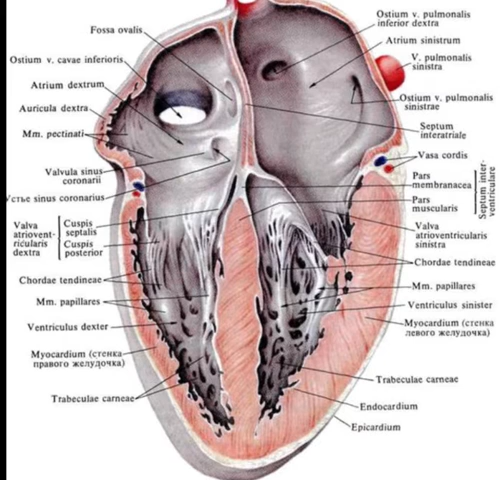 Fossa ovalis
Ostium v. cavae inferioris
Atrium dextrum
Auricula dextra
Mm. pectinati
Valvula sinus
coronarii
Устье sinus coronarius
Valva
atrioven-
ricularis
dextra
Cuspis
septalis
Cuspis
posterior
Chordae tendineae
Mm. papillares
Ventriculus dexter
Myocardium (стенка
правого желудочка)
Trabeculae carneae
Ostium v. pulmonalis
inferior dextra
Atrium sinistrum
V. pulmonalis
sinistra
Ostium v. pulmonalis
sinistrae
Septum
interatriale
Vasa cordis
Pars
membranacea
Pars
muscularis
Septum inter-
ventriculare
Valva
atrioventricularis
sinistra
Chordae tendineae
Mm. papillares
Ventriculus sinister
Myocardium (стенка
левого желудочка)
Trabeculae carneae
Endocardium
Epicardium